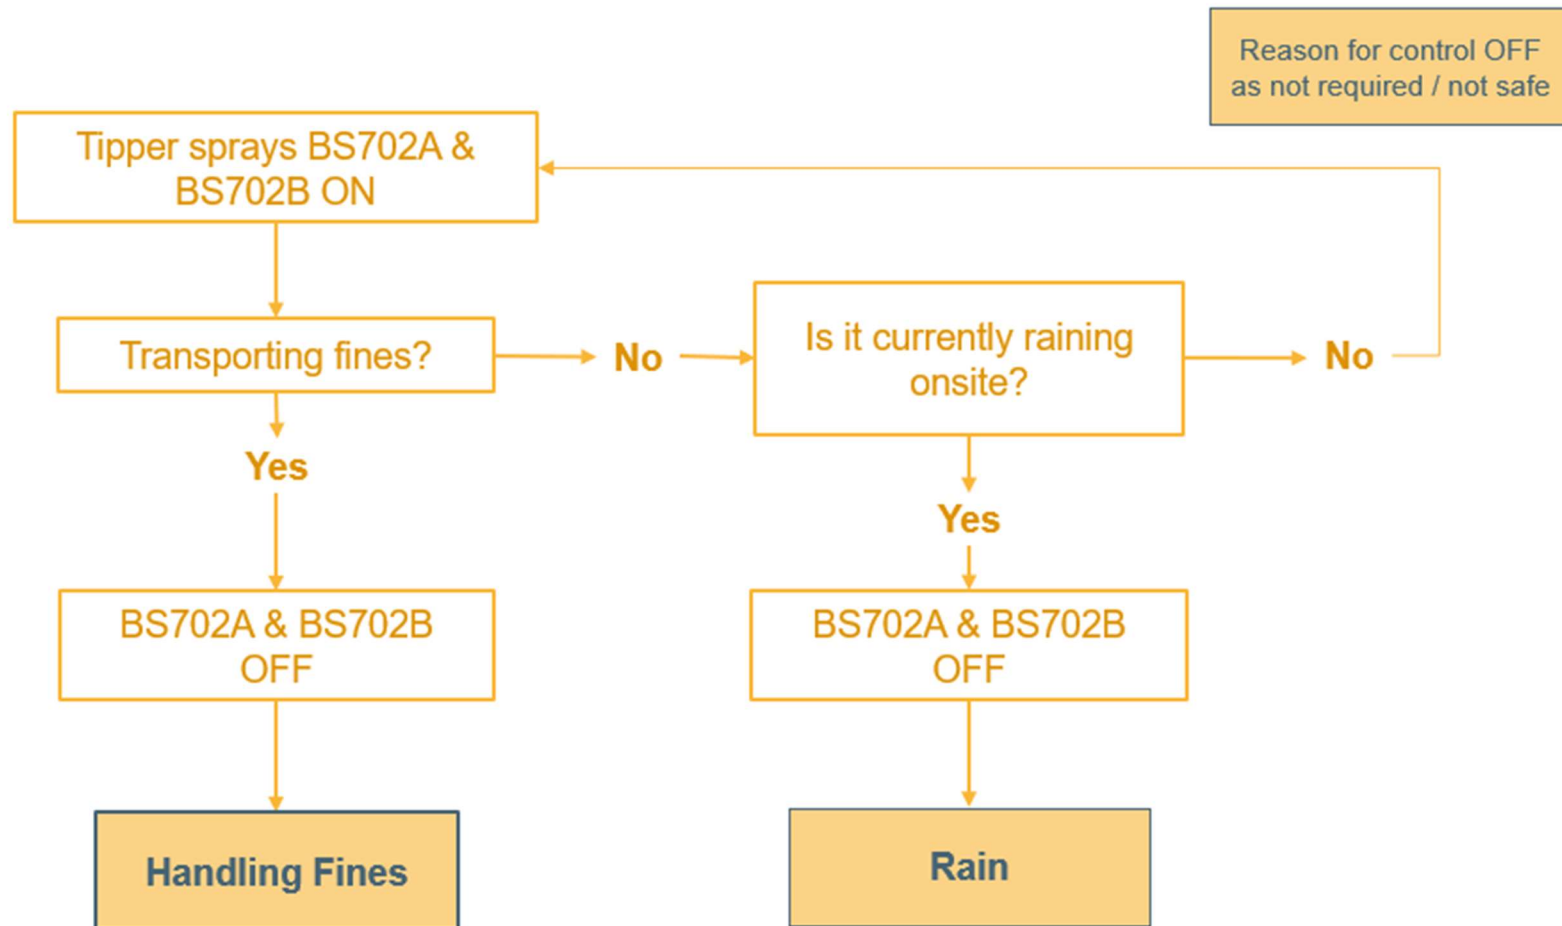 Reason for control OFF
as not required / not safe
Tipper sprays BS702A &
BS702B ON
Transporting fines?
No
Is it currently raining
onsite?
No
Yes
Yes
BS702A & BS702B
OFF
BS702A & BS702B
OFF
Handling Fines
Rain